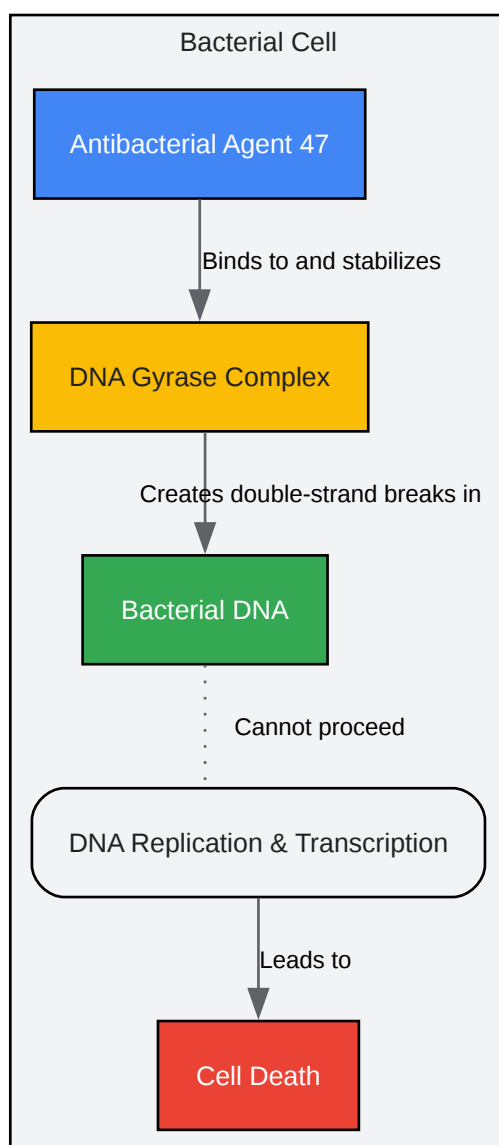 Bacterial Cell
Antibacterial Agent 47
Binds to and stabilizes
DNA Gyrase Complex
Creates double-strand breaks in
Bacterial DNA
Cannot proceed
DNA Replication & Transcription
Leads to
Cell Death